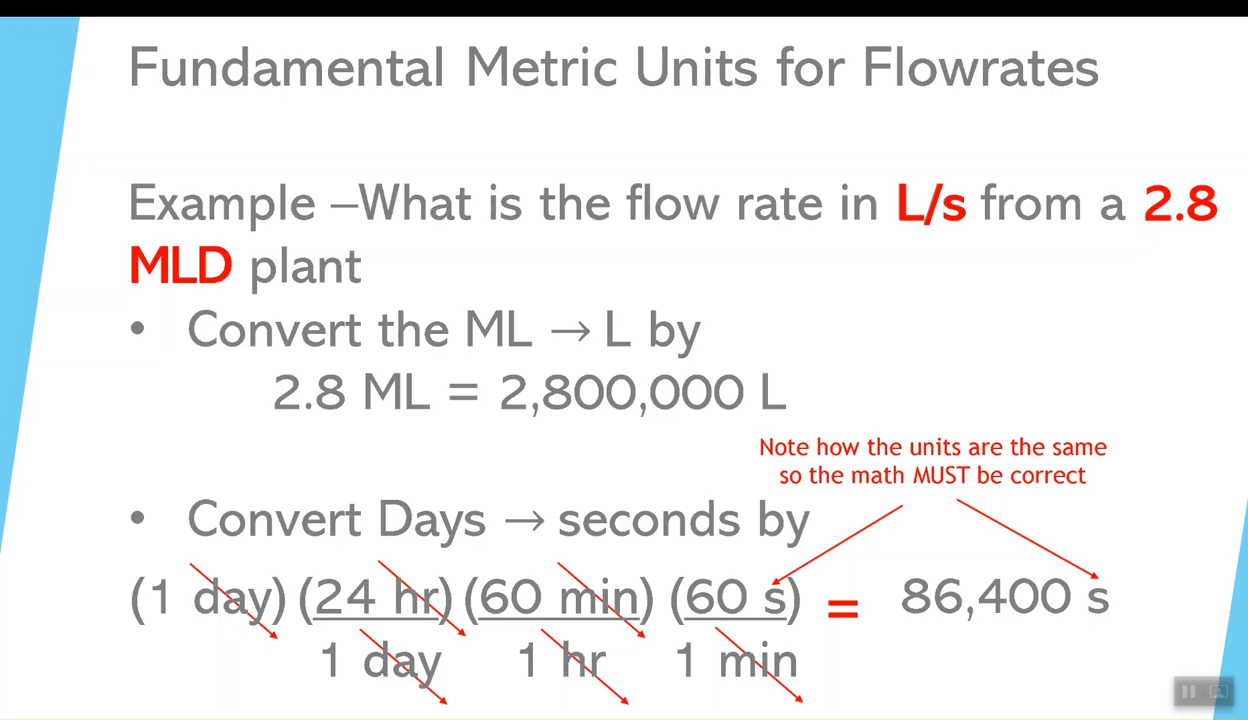 Fundamental Metric Units for Flowrates
Example –What is the flow rate in L/s from a 2.8
MLD plant
• Convert the ML → L by
2.8 ML = 2,800,000 L
Note how the units are the same
so the math MUST be correct
• Convert Days → seconds by
(1 day) (24 hr) (60 min) (60 s) = 86,400 s
1 day 1 hr 1 min